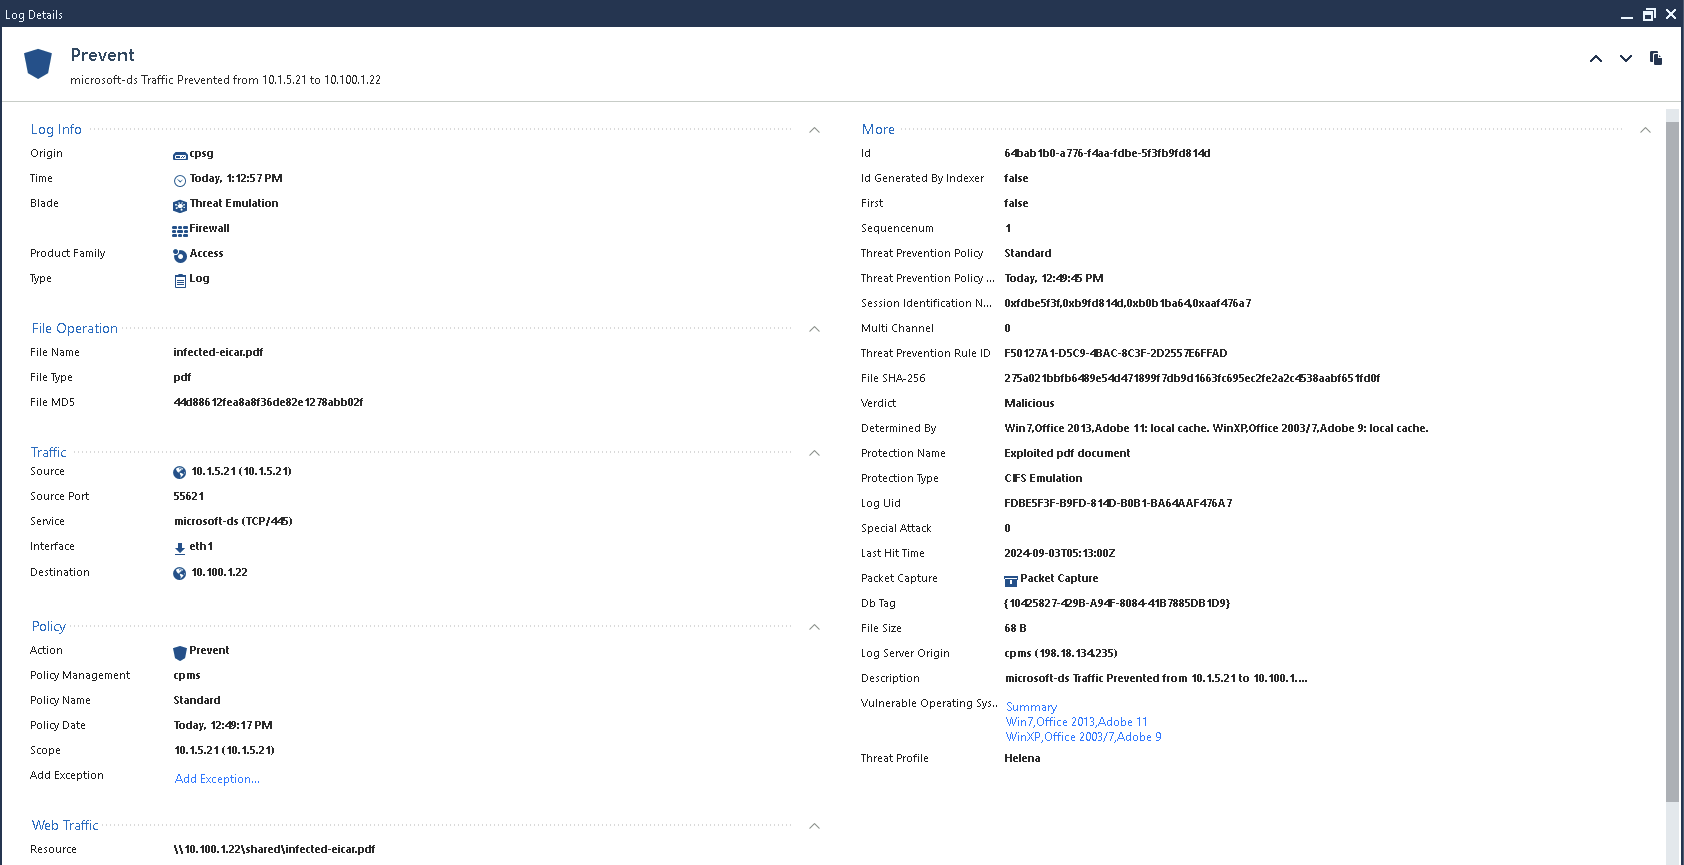 Log Details
Prevent
microsoft-ds Traffic Prevented from 10.1.5.21 to 10.100.1.22
Log Info
Origin cpsg
Time Today, 1:12:57 PM
Blade Threat Emulation
Firewall
Product Family Access
Type Log
File Operation
File Name infected-eicar.pdf
File Type pdf
File MD5 44d88612fea8a8f36de82e1278abb02f
Traffic
Source 10.1.5.21 (10.1.5.21)
Source Port 55621
Service microsoft-ds (TCP/445)
Interface eth1
Destination 10.100.1.22
Policy
Action Prevent
Policy Management cpms
Policy Name Standard
Policy Date Today, 12:49:17 PM
Scope 10.1.5.21 (10.1.5.21)
Add Exception Add Exception...
Web Traffic
Resource \\10.100.1.22\shared\infected-eicar.pdf
More
Id 64bab1b0-a776-f4aa-fdbe-5f3fb9fd814d
Id Generated By Indexer false
First false
Sequencenum 1
Threat Prevention Policy Standard
Threat Prevention Policy ... Today, 12:49:45 PM
Session Identification N... 0xfdbe5f3f,0xb9fd814d,0xb0b1ba64,0xaaf476a7
Multi Channel 0
Threat Prevention Rule ID F50127A1-D5C9-4BAC-8C3F-2D2557E6FFAD
File SHA-256 275a021bbfb6489e54d471899f7db9d1663fc695ec2fe2a2c4538aabf651fd0f
Verdict Malicious
Determined By Win7,Office 2013,Adobe 11: local cache. WinXP,Office 2003/7,Adobe 9: local cache.
Protection Name Exploited pdf document
Protection Type CIFS Emulation
Log Uid FDBE5F3F-B9FD-814D-B0B1-BA64AAF476A7
Special Attack 0
Last Hit Time 2024-09-03T05:13:00Z
Packet Capture Packet Capture
Db Tag {10425827-429B-A94F-8084-41B7885DB1D9}
File Size 68 B
Log Server Origin cpms (198.18.134.235)
Description microsoft-ds Traffic Prevented from 10.1.5.21 to 10.100.1....
Vulnerable Operating Sys... Summary
Win7,Office 2013,Adobe 11
WinXP,Office 2003/7,Adobe 9
Threat Profile Helena